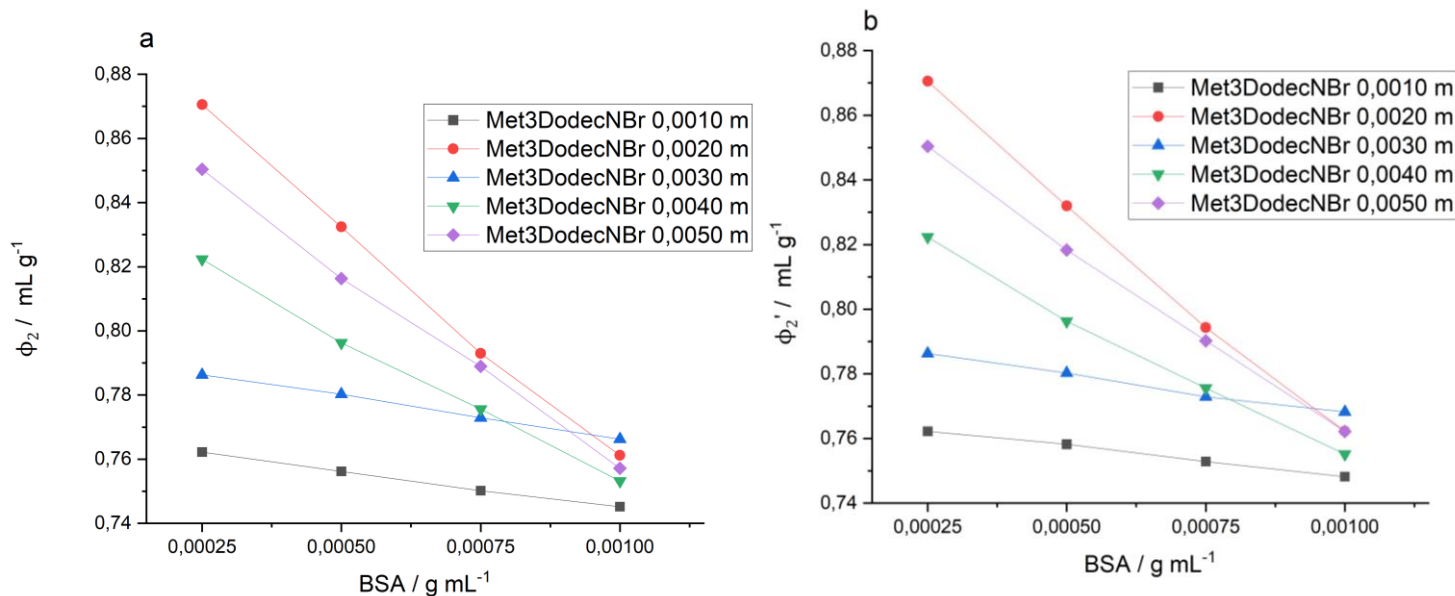 a
0,88
0,86
0,84
0,82
0,80
0,78
0,76
0,74
ϕ2 / mL g-1
Met3DodecNBr 0,0010 m
Met3DodecNBr 0,0020 m
Met3DodecNBr 0,0030 m
Met3DodecNBr 0,0040 m
Met3DodecNBr 0,0050 m
0,00025 0,00050 0,00075 0,00100
BSA / g mL-1
b
0,88
0,86
0,84
0,82
0,80
0,78
0,76
0,74
ϕ2' / mL g-1
Met3DodecNBr 0,0010 m
Met3DodecNBr 0,0020 m
Met3DodecNBr 0,0030 m
Met3DodecNBr 0,0040 m
Met3DodecNBr 0,0050 m
0,00025 0,00050 0,00075 0,00100
BSA / g mL-1